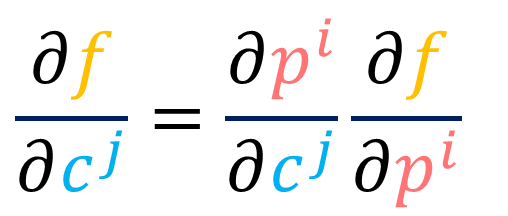 ∂f/∂c^j = ∂p^i/∂c^j ∂f/∂p^i